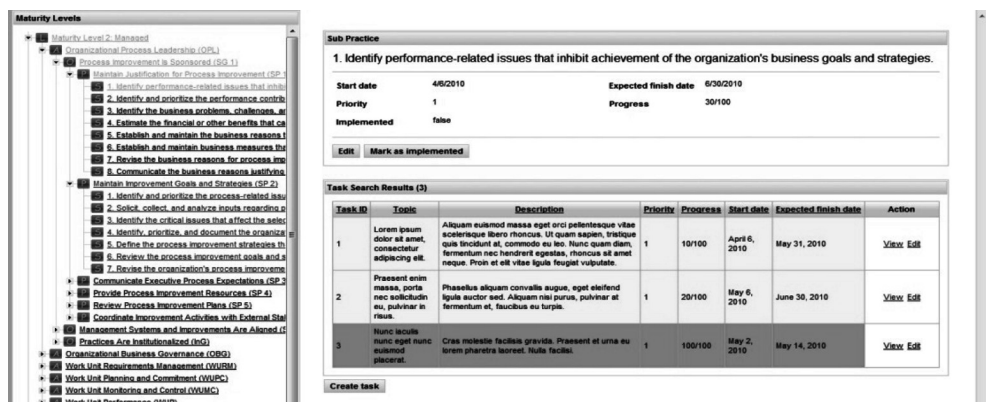 Maturity Levels
Maturity Level 2: Managed
Organizational Process Leadership (OPL)
Process Improvement is Sponsored (SG 1)
Maintain Justification for Process Improvement (SP 1
1. Identify performance-related issues that inhibi
2. Identify and prioritize the performance contrib
3. Identify the business problems, challenges, an
4. Estimate the financial or other benefits that ca
5. Establish and maintain the business reasons t
6. Establish and maintain business measures tha
7. Revise the business reasons for process imp
8. Communicate the business reasons justifying
Maintain Improvement Goals and Strategies (SP 2)
1. Identify and prioritize the process-related issu
2. Solicit, collect, and analyze inputs regarding p
3. Identify the critical issues that affect the selec
4. Identify, prioritize, and document the organiza
5. Define the process improvement strategies th
6. Review the process improvement goals and s
7. Revise the organization's process improveme
Communicate Executive Process Expectations (SP 3
Provide Process Improvement Resources (SP 4)
Review Process Improvement Plans (SP 5)
Coordinate Improvement Activities with External Stal
Management Systems and Improvements Are Aligned (S
Practices Are Institutionalized (InG)
Organizational Business Governance (OBG)
Work Unit Requirements Management (WURM)
Work Unit Planning and Commitment (WUPC)
Work Unit Monitoring and Control (WUMC)
Work Unit Performance (WUP)
Sub Practice
1. Identify performance-related issues that inhibit achievement of the organization's business goals and strategies.
Start date 4/6/2010 Expected finish date 6/30/2010
Priority 1 Progress 30/100
Implemented false
Edit Mark as implemented
Task Search Results (3)
Task ID Topic Description Priority Progress Start date Expected finish date Action
1
Lorem ipsum
dolor sit amet,
consectetur
adipiscing elit.
Aliquam euismod massa eget orci pellentesque vitae
scelerisque libero rhoncus. Ut quam sapien, tristique
quis tincidunt at, commodo eu leo. Nunc quam diam,
fermentum nec hendrerit egestas, rhoncus sit amet
neque. Proin et elit vitae ligula feugiat vulputate.
1
10/100
April 6,
2010
May 31, 2010
View Edit
2
Praesent enim
massa, porta
nec sollicitudin
eu, pulvinar in
risus.
Phasellus aliquam convallis augue, eget eleifend
ligula auctor sed. Aliquam nisi purus, pulvinar at
fermentum et, faucibus eu turpis.
1
20/100
May 6,
2010
June 30, 2010
View Edit
3
Nunc iaculis
nunc eget nunc
euismod
placerat.
Cras molestie facilisis gravida. Praesent et urna eu
lorem pharetra laoreet. Nulla facilisi.
1
100/100
May 2,
2010
May 14, 2010
View Edit
Create task